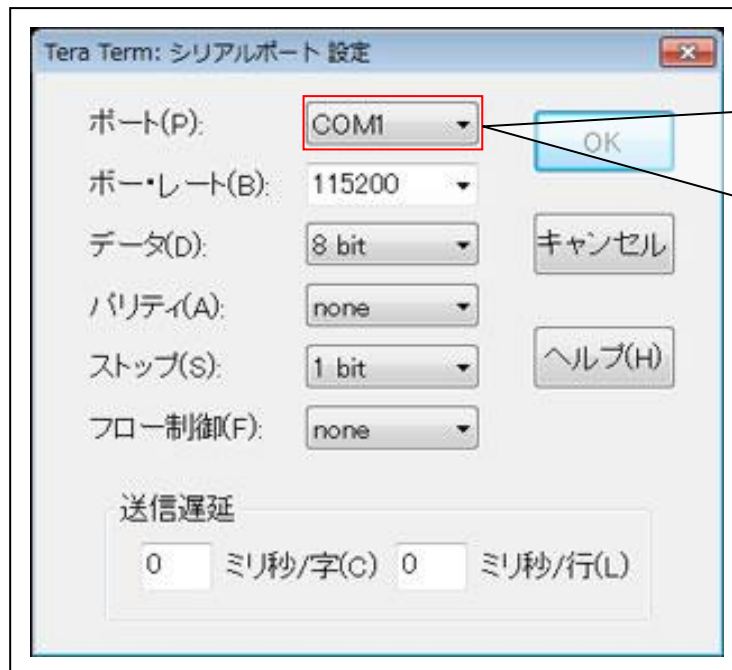 Tera Term: シリアルポート 設定
ポート(P): COM1 OK
ボー・レート(B): 115200
データ(D): 8 bit キャンセル
パリティ(A): none
ストップ(S): 1 bit ヘルプ(H)
フロー制御(F): none
送信遅延
0 ミリ秒/字(C) 0 ミリ秒/行(L)